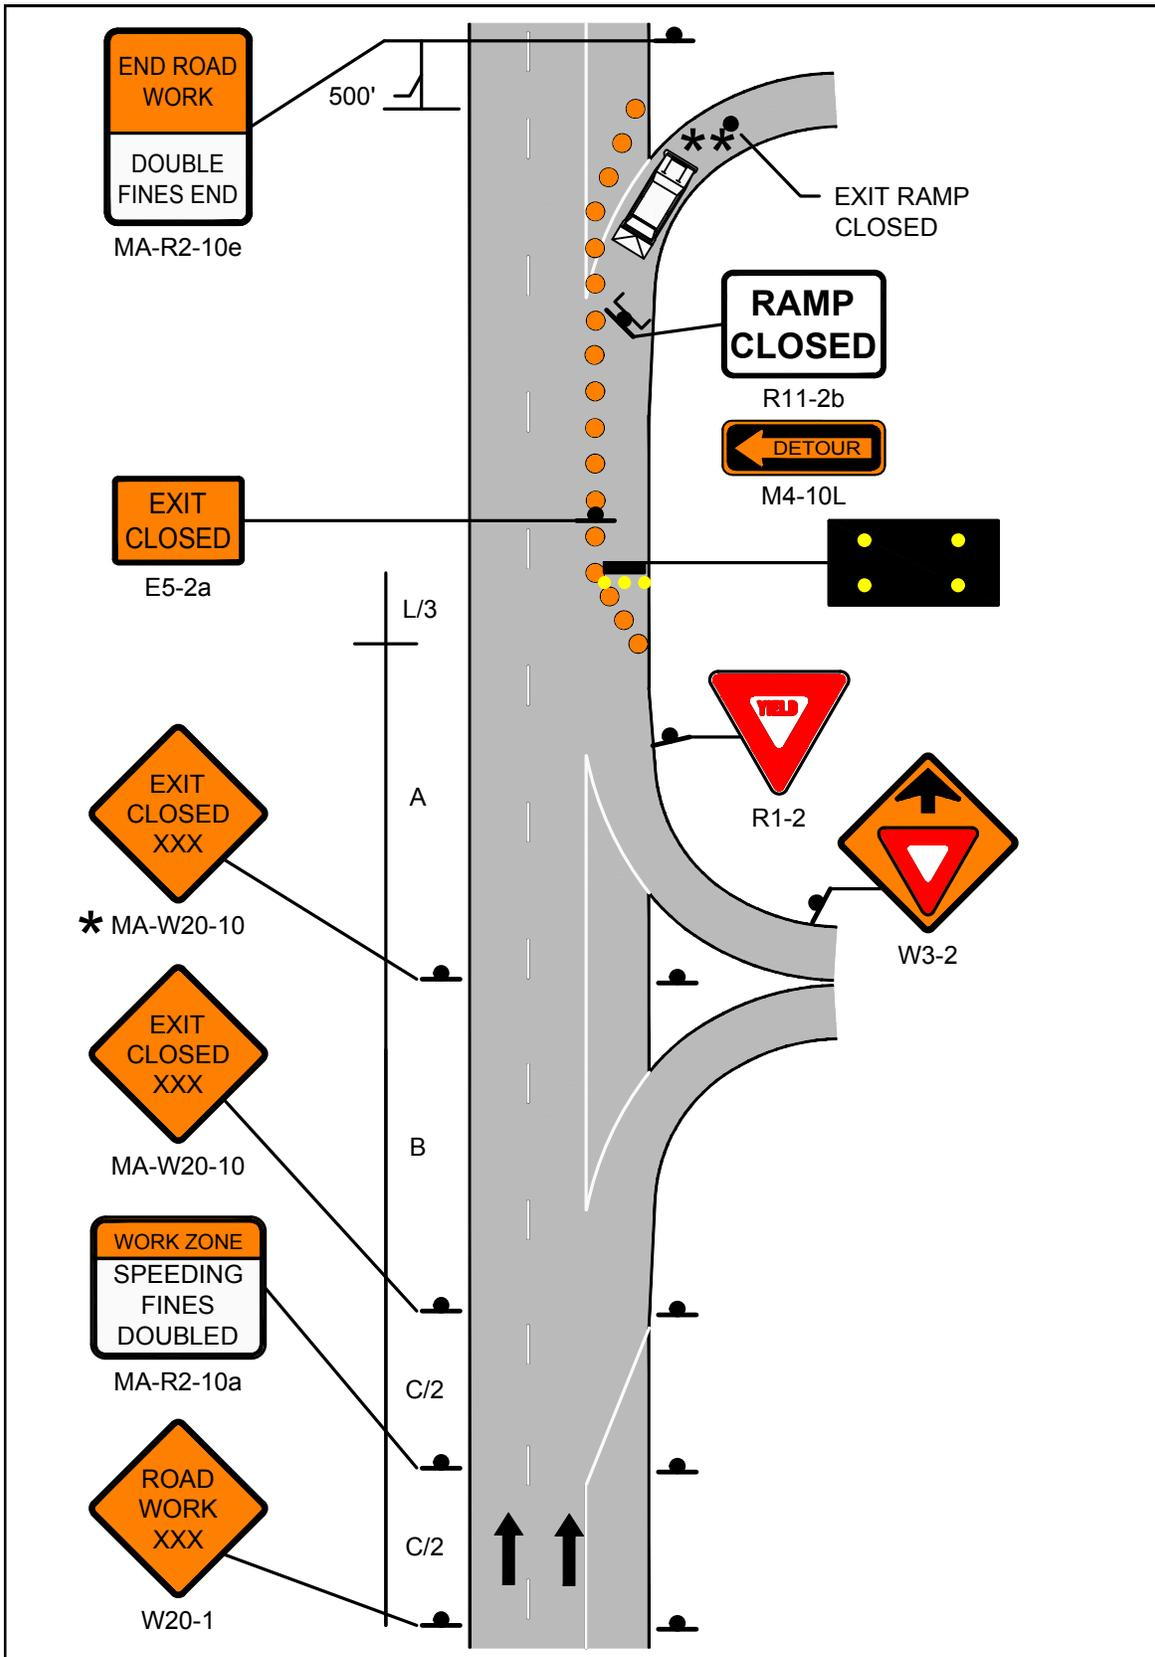 END ROAD
WORK
DOUBLE
FINES END
MA-R2-10e
500'
* *
EXIT RAMP
CLOSED
RAMP
CLOSED
R11-2b
DETOUR
M4-10L
EXIT
CLOSED
E5-2a
L/3
YIELD
R1-2
A
EXIT
CLOSED
XXX
* MA-W20-10
W3-2
EXIT
CLOSED
XXX
MA-W20-10
B
WORK ZONE
SPEEDING
FINES
DOUBLED
MA-R2-10a
C/2
ROAD
WORK
XXX
W20-1
C/2